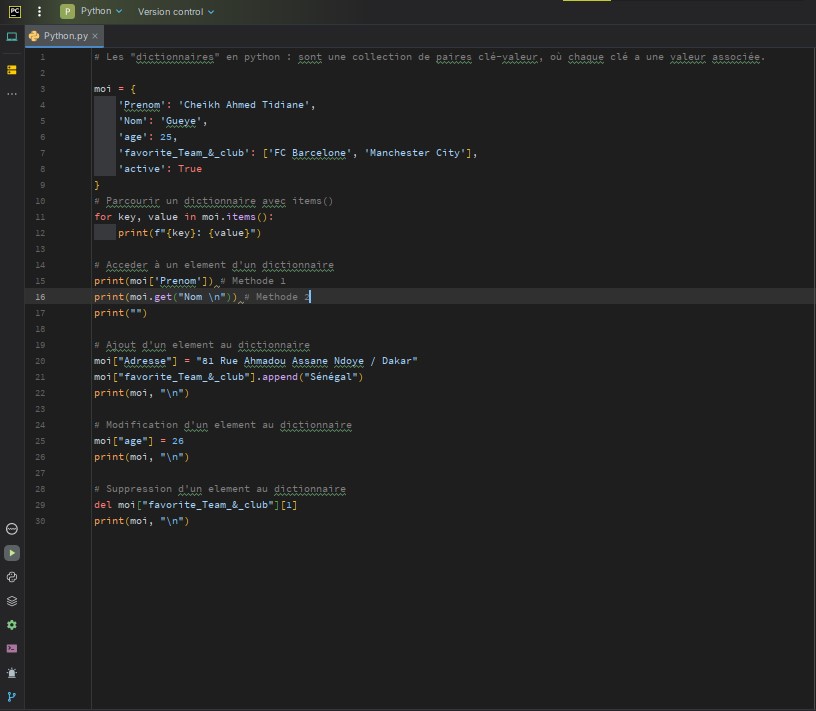 PC
P Python Version control
Python.py
1 # Les "dictionnaires" en python : sont une collection de paires clé-valeur, où chaque clé a une valeur associée.
2
3 moi = {
4 'Prenom': 'Cheikh Ahmed Tidiane',
5 'Nom': 'Gueye',
6 'age': 25,
7 'favorite_Team_&_club': ['FC Barcelone', 'Manchester City'],
8 'active': True
9 }
10 # Parcourir un dictionnaire avec items()
11 for key, value in moi.items():
12 print(f"{key}: {value}")
13
14 # Acceder à un element d'un dictionnaire
15 print(moi['Prenom']) # Methode 1
16 print(moi.get("Nom \n")) # Methode 2
17 print("")
18
19 # Ajout d'un element au dictionnaire
20 moi["Adresse"] = "81 Rue Ahmadou Assane Ndoye / Dakar"
21 moi["favorite_Team_&_club"].append("Sénégal")
22 print(moi, "\n")
23
24 # Modification d'un element au dictionnaire
25 moi["age"] = 26
26 print(moi, "\n")
27
28 # Suppression d'un element au dictionnaire
29 del moi["favorite_Team_&_club"][1]
30 print(moi, "\n")